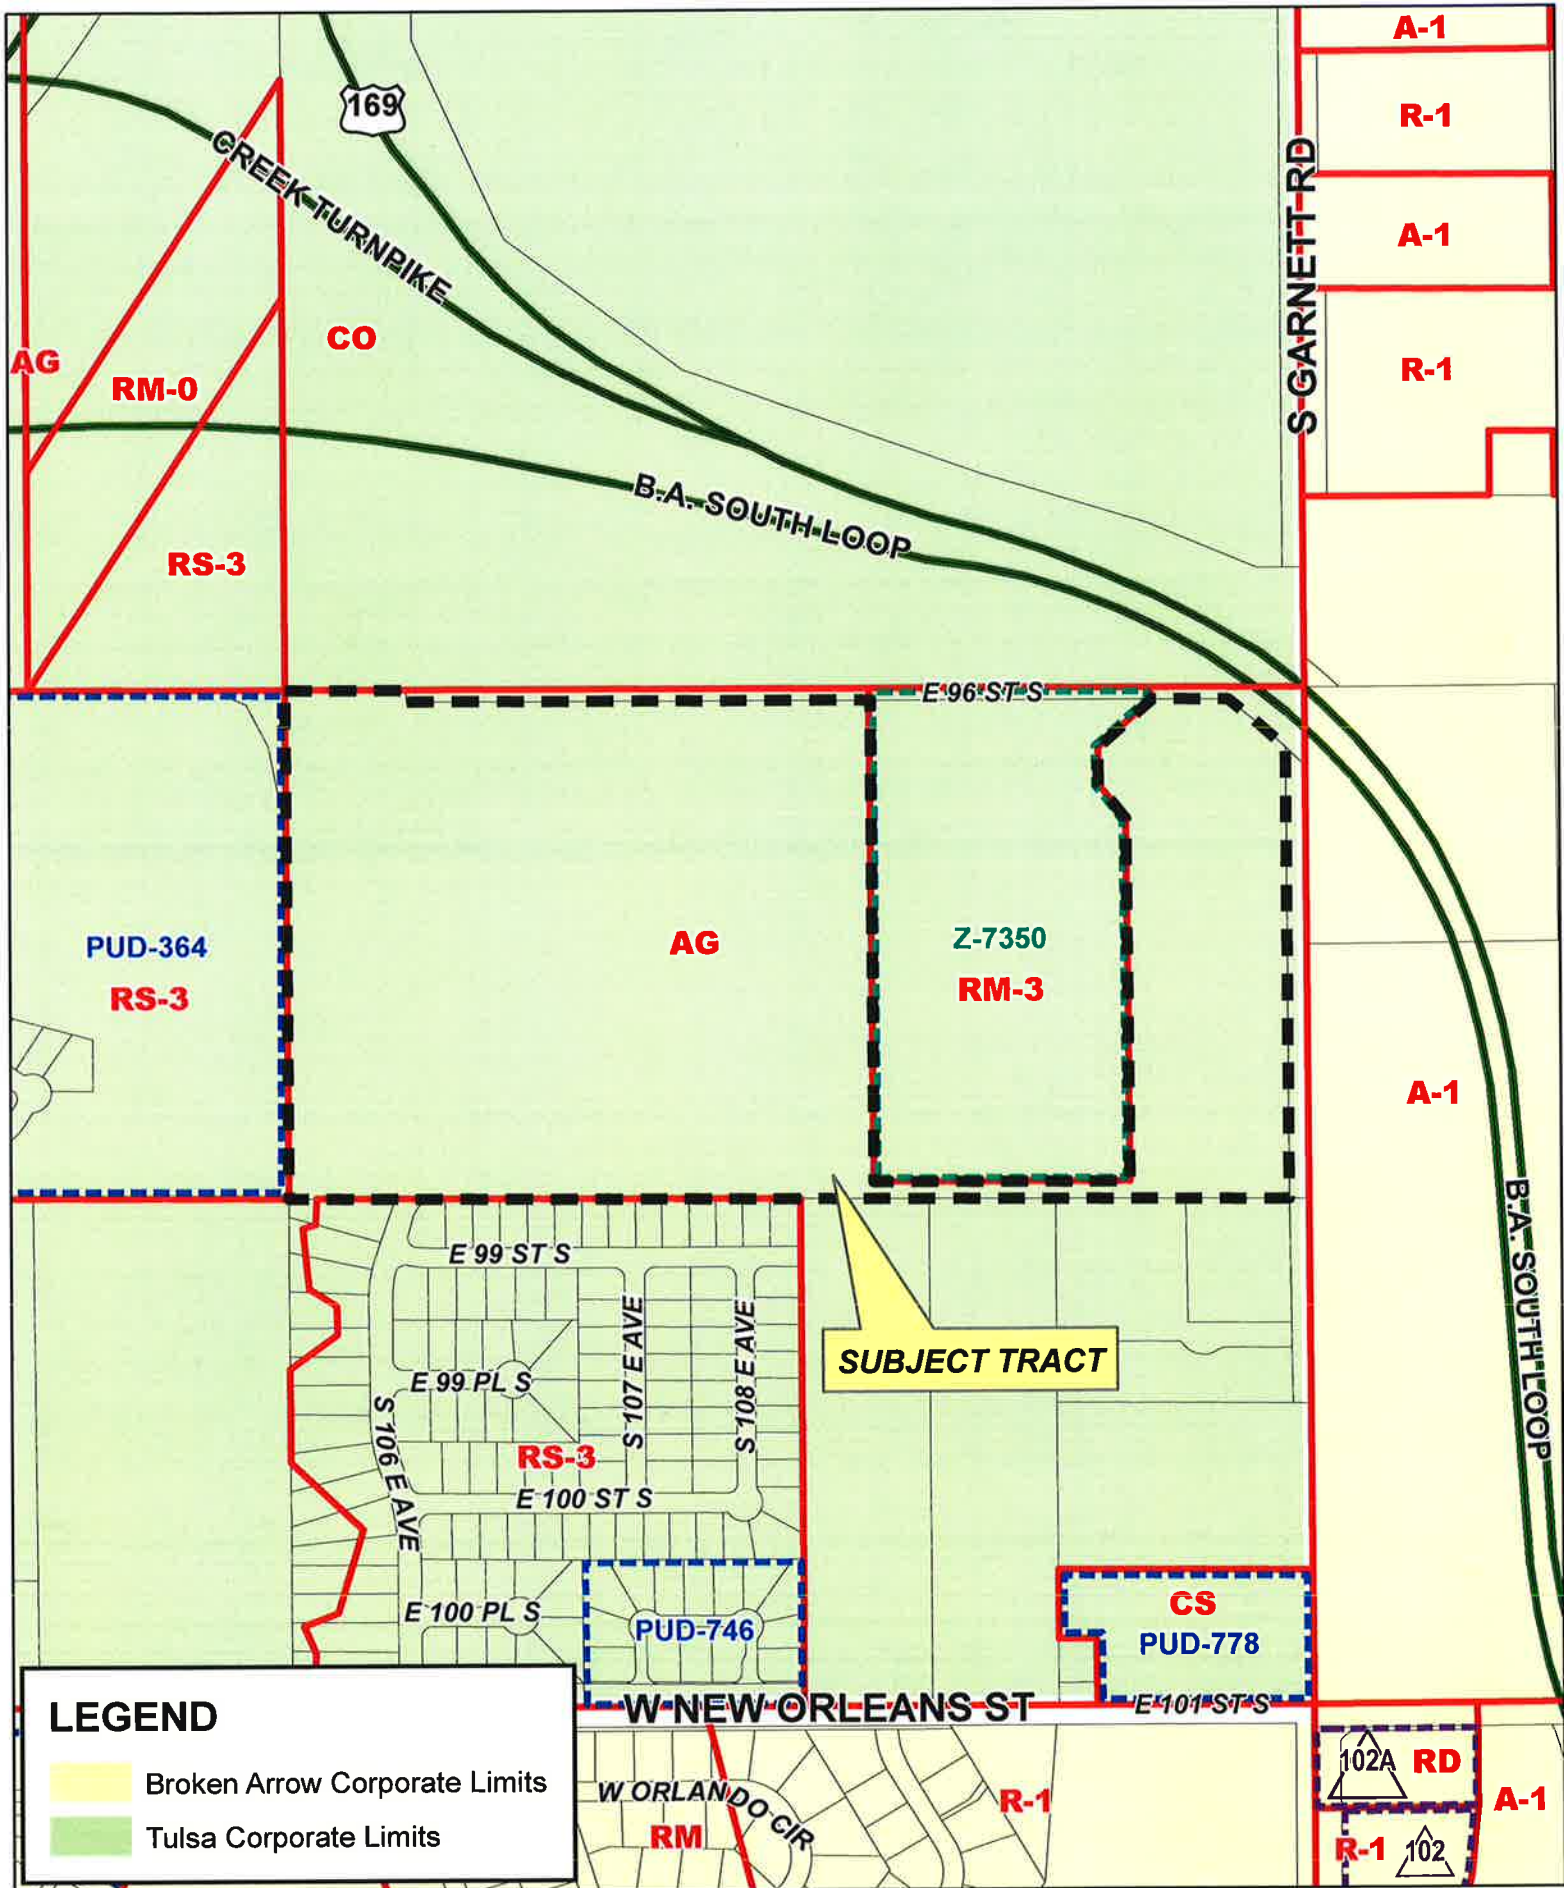 A-1
169
R-1
CREEK TURNPIKE
S GARNETT RD
A-1
CO
AG
RM-0
R-1
B.A. SOUTH LOOP
RS-3
E 96 ST S
PUD-364
RS-3
AG
Z-7350
RM-3
A-1
B.A. SOUTH LOOP
E 99 ST S
S 107 E AVE
S 108 E AVE
SUBJECT TRACT
E 99 PL S
S 106 E AVE
RS-3
E 100 ST S
E 100 PL S
PUD-746
CS
PUD-778
W NEW ORLEANS ST
E 101 ST S
LEGEND
Broken Arrow Corporate Limits
Tulsa Corporate Limits
W ORLANDO CIR
RM
R-1
102A
RD
A-1
R-1
102